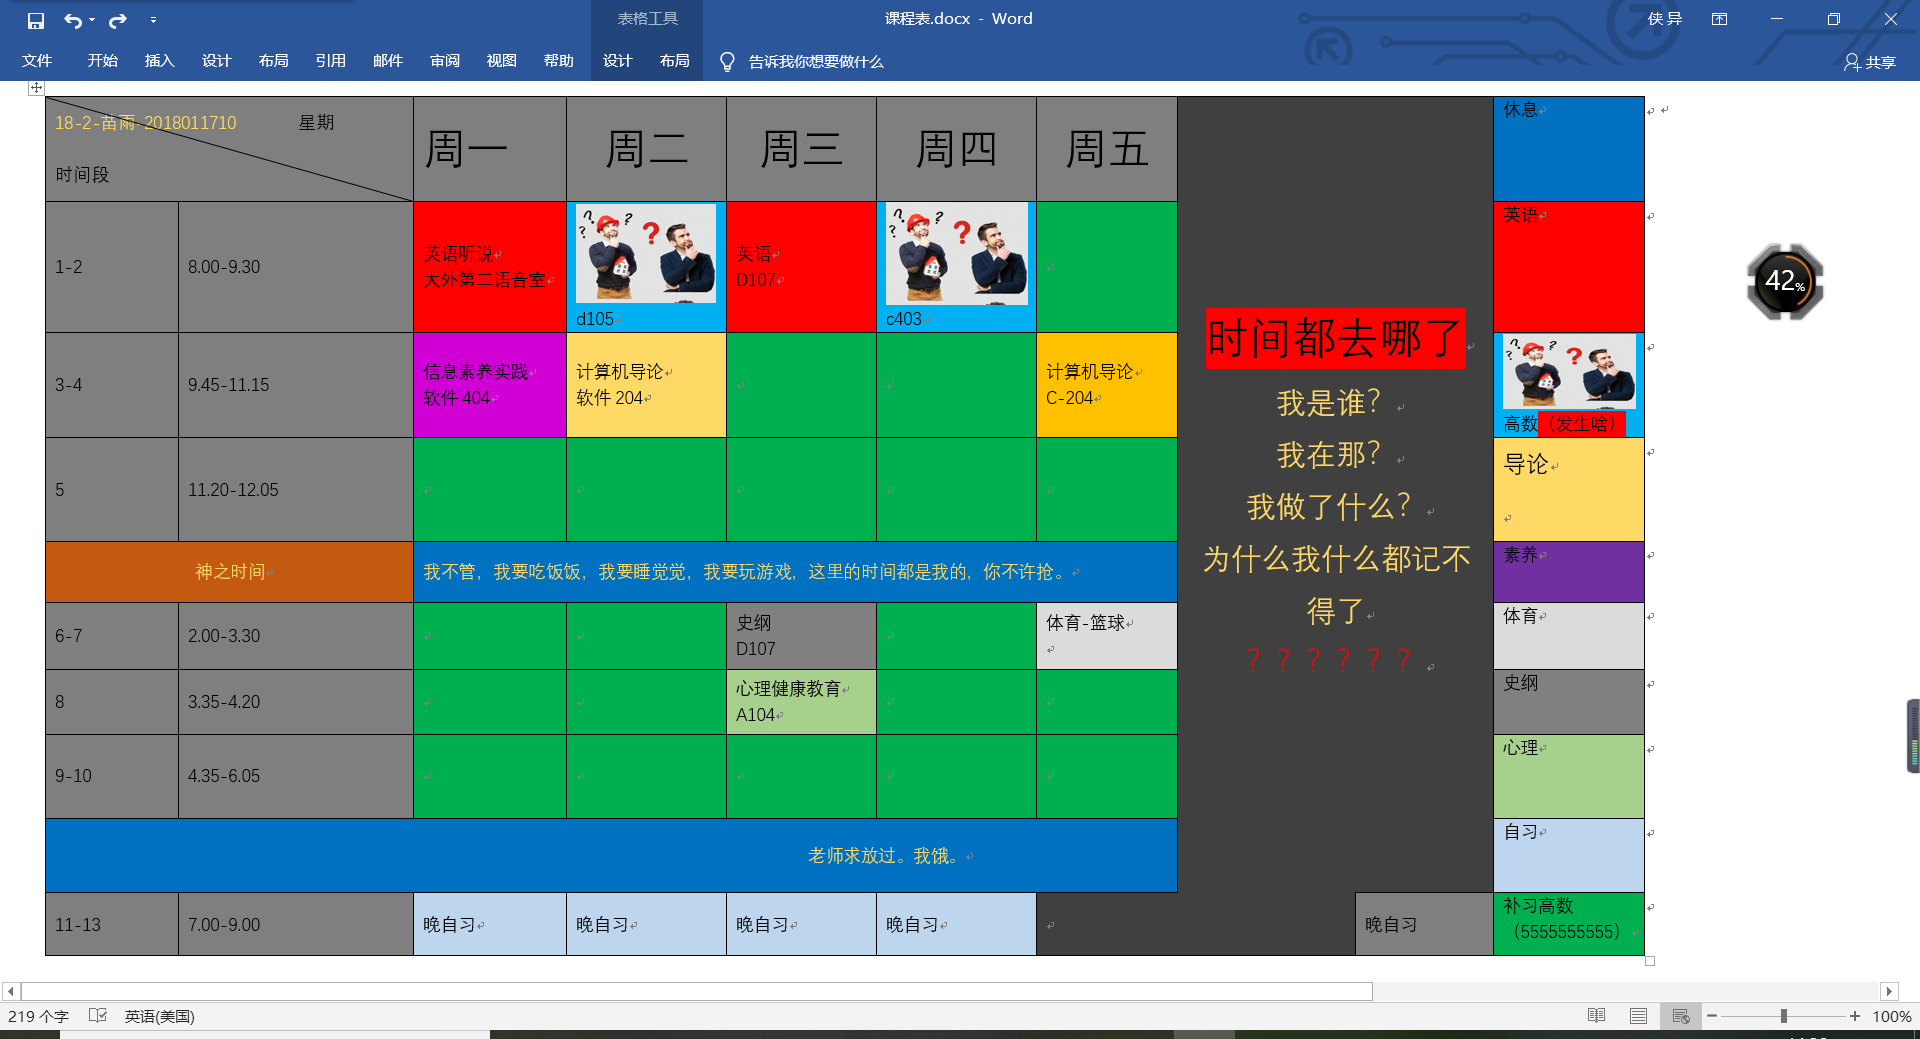 表格工具
课程表.docx - Word
侠 异
文件
开始
插入
设计
布局
引用
邮件
审阅
视图
帮助
设计
布局
告诉我你想要做什么
共享
18-2-苗雨-2018011710
星期
时间段
周一
周二
周三
周四
周五
休息
1-2
8.00-9.30
英语听说
大外第二语音室
d105
英语
D107
c403
英语
3-4
9.45-11.15
信息素养实践
软件 404
计算机导论
软件 204
计算机导论
C-204
高数（发生啥）
5
11.20-12.05
导论
神之时间
我不管，我要吃饭饭，我要睡觉觉，我要玩游戏，这里的时间都是我的，你不许抢。
素养
6-7
2.00-3.30
史纲
D107
体育-篮球
体育
8
3.35-4.20
心理健康教育
A104
史纲
9-10
4.35-6.05
心理
老师求放过。我饿。
自习
11-13
7.00-9.00
晚自习
晚自习
晚自习
晚自习
晚自习
补习高数
（5555555555）
时间都去哪了
我是谁？
我在那？
我做了什么？
为什么我什么都记不
得了
？？？？？？
42%
219 个字
英语(美国)
100%